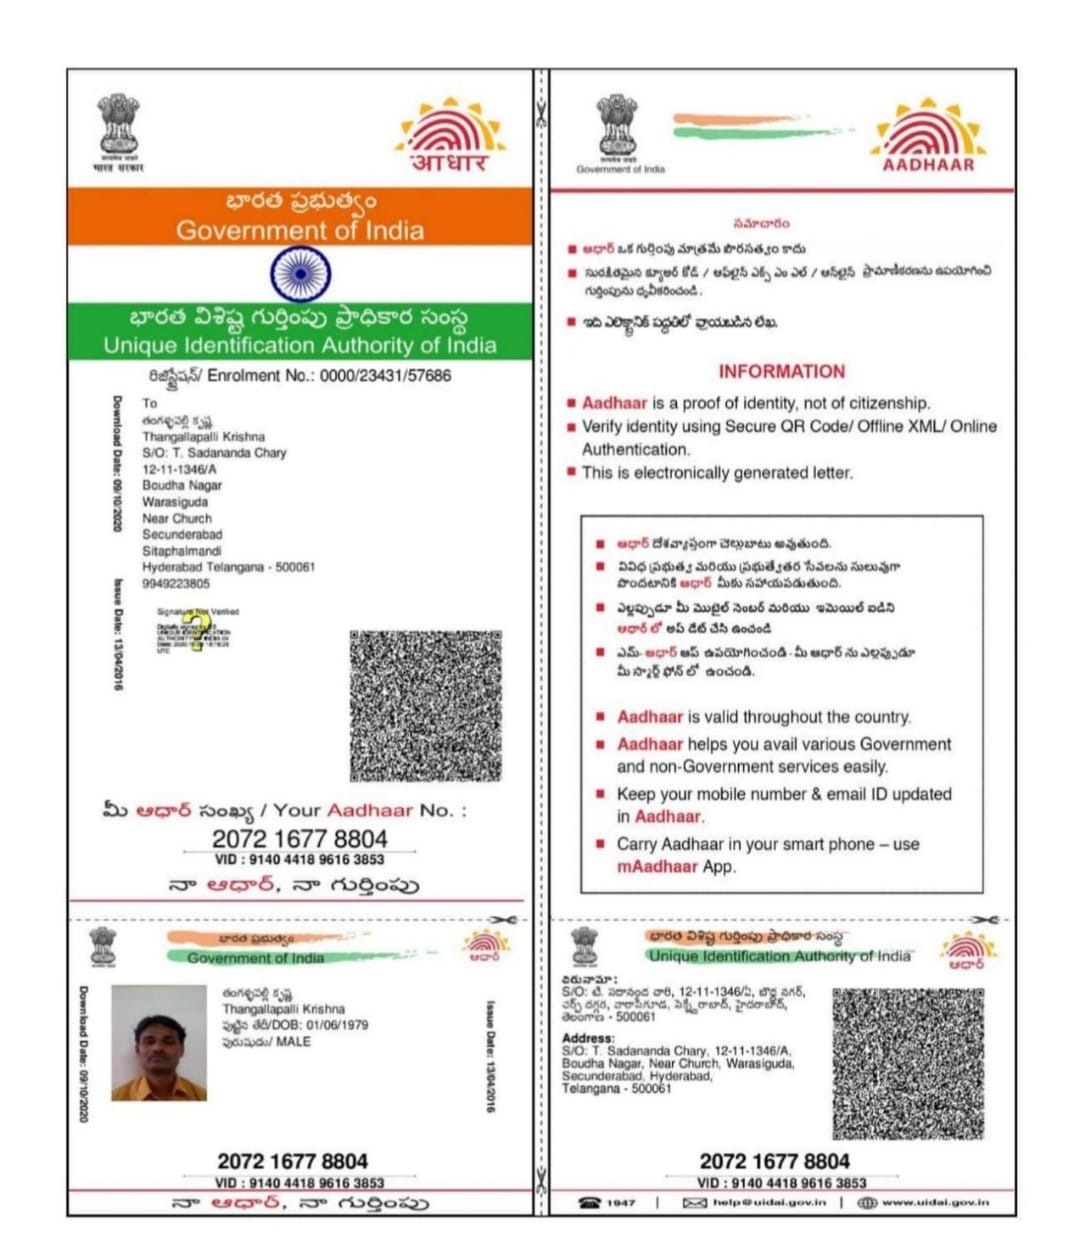 भारत सरकार
आधार
భారత ప్రభుత్వం
Government of India
భారత విశిష్ట గుర్తింపు ప్రాధికార సంస్థ
Unique Identification Authority of India
రిజిస్ట్రేషన్/ Enrolment No.: 0000/23431/57686
Download Date: 09/10/2020
Issue Date: 13/04/2016
To
తంగళ్ళపల్లి కృష్ణ
Thangallapalli Krishna
S/O: T. Sadananda Chary
12-11-1346/A
Boudha Nagar
Warasiguda
Near Church
Secunderabad
Sitaphalmandi
Hyderabad Telangana - 500061
9949223805
Signature Not Verified
మీ ఆధార్ సంఖ్య / Your Aadhaar No. :
2072 1677 8804
VID : 9140 4418 9616 3853
నా ఆధార్, నా గుర్తింపు
Government of India
AADHAAR
సమాచారం
ఆధార్ ఒక గుర్తింపు మాత్రమే పౌరసత్వం కాదు
సురక్షితమైన క్యూఆర్ కోడ్ / ఆఫ్‌లైన్ ఎక్స్ ఎం ఎల్ / ఆన్‌లైన్ ప్రామాణీకరణను ఉపయోగించి
గుర్తింపును ధృవీకరించండి.
ఇది ఎలెక్ట్రానిక్ పద్ధతిలో వ్రాయబడిన లేఖ.
INFORMATION
Aadhaar is a proof of identity, not of citizenship.
Verify identity using Secure QR Code/ Offline XML/ Online
Authentication.
This is electronically generated letter.
ఆధార్ దేశవ్యాప్తంగా చెల్లుబాటు అవుతుంది.
వివిధ ప్రభుత్వ మరియు ప్రభుత్వేతర సేవలను సులువుగా
పొందటానికి ఆధార్ మీకు సహాయపడుతుంది.
ఎల్లప్పుడూ మీ మొబైల్ నెంబర్ మరియు ఇమెయిల్ ఐడిని
ఆధార్ లో అప్ డేట్ చేసి ఉంచండి
ఎమ్- ఆధార్ ఆప్ ఉపయోగించండి - మీ ఆధార్ ను ఎల్లప్పుడూ
మీ స్మార్ట్ ఫోన్ లో ఉంచండి.
Aadhaar is valid throughout the country.
Aadhaar helps you avail various Government
and non-Government services easily.
Keep your mobile number & email ID updated
in Aadhaar.
Carry Aadhaar in your smart phone – use
mAadhaar App.
భారత ప్రభుత్వం
Government of India
ఆధార్
Download Date: 09/10/2020
తంగళ్ళపల్లి కృష్ణ
Thangallapalli Krishna
పుట్టిన తేదీ/DOB: 01/06/1979
పురుషుడు/ MALE
Issue Date: 13/04/2016
2072 1677 8804
VID : 9140 4418 9616 3853
నా ఆధార్, నా గుర్తింపు
భారత విశిష్ట గుర్తింపు ప్రాధికార సంస్థ
Unique Identification Authority of India
ఆధార్
చిరునామా:
S/O: టి. సదానంద చారి, 12-11-1346/ఏ, బౌద్ధ నగర్,
చర్చ్ దగ్గర, వారాసిగూడ, సెక్కిందరాబాద్, హైదరాబాద్,
తెలంగాణ - 500061
Address:
S/O: T. Sadananda Chary, 12-11-1346/A,
Boudha Nagar, Near Church, Warasiguda,
Secunderabad, Hyderabad,
Telangana - 500061
2072 1677 8804
VID : 9140 4418 9616 3853
1947 | help@uidai.gov.in | www.uidai.gov.in